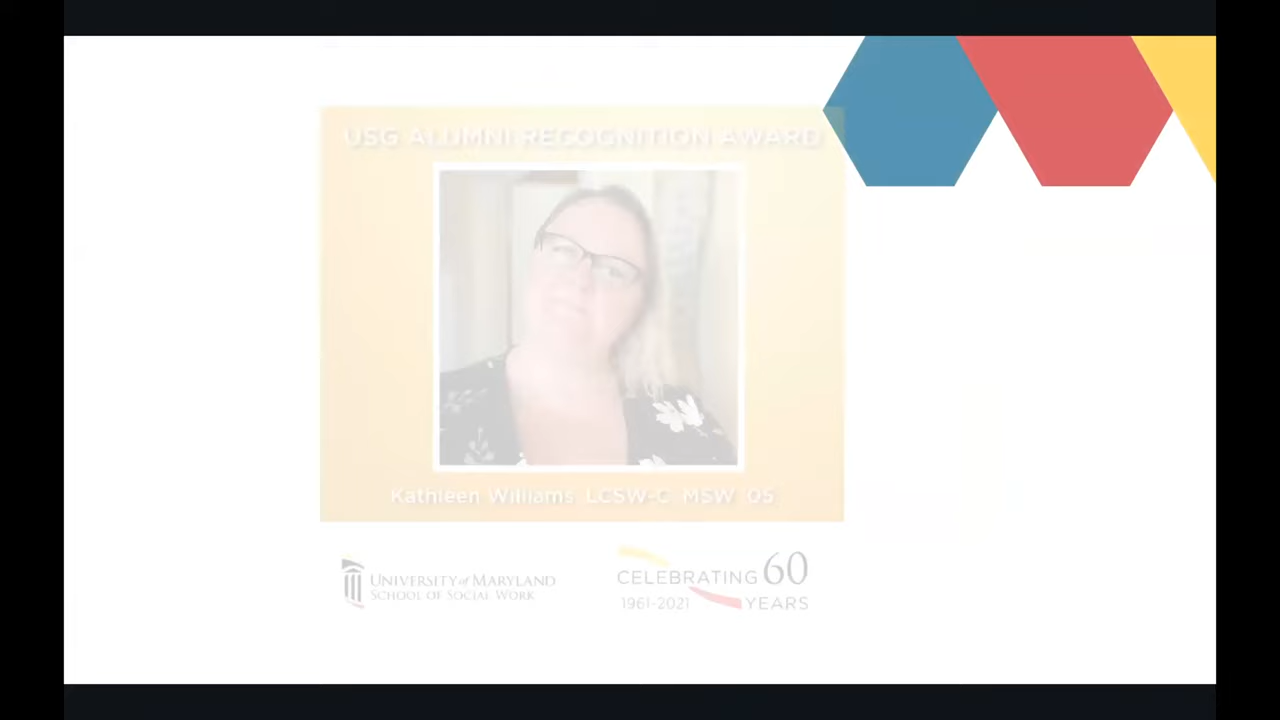 USG ALUMNI RECOGNITION AWARD
Kathleen Williams LCSW-C MSW 05
UNIVERSITY of MARYLAND
SCHOOL OF SOCIAL WORK
CELEBRATING 60
1961-2021 YEARS